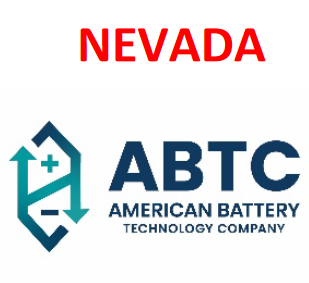 NEVADA
+
-
ABTC
AMERICAN BATTERY
TECHNOLOGY COMPANY